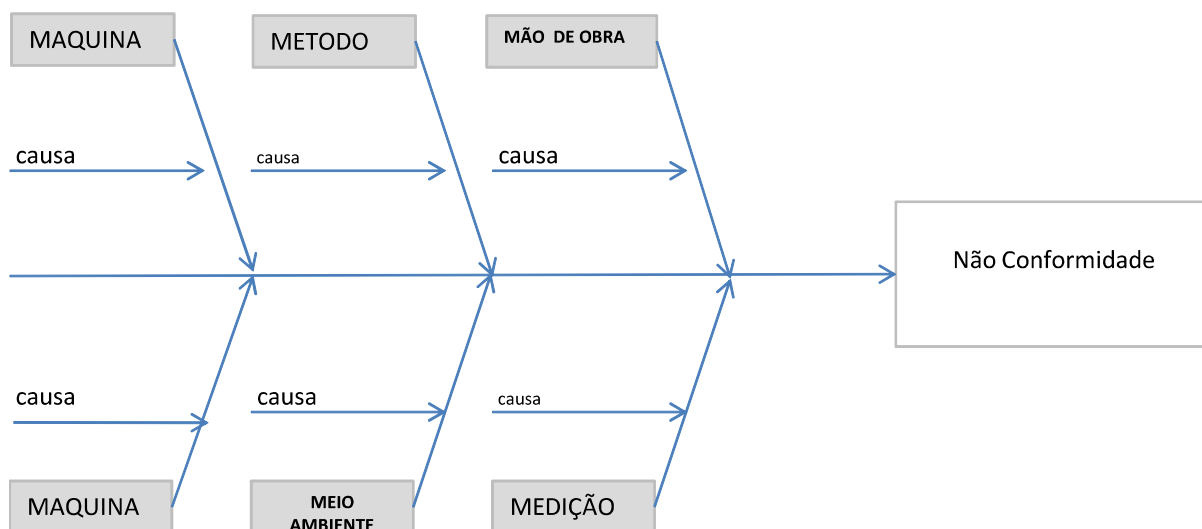 MAQUINA
METODO
MÃO DE OBRA
causa
causa
causa
Não Conformidade
causa
causa
causa
MAQUINA
MEIO
AMBIENTE
MEDIÇÃO